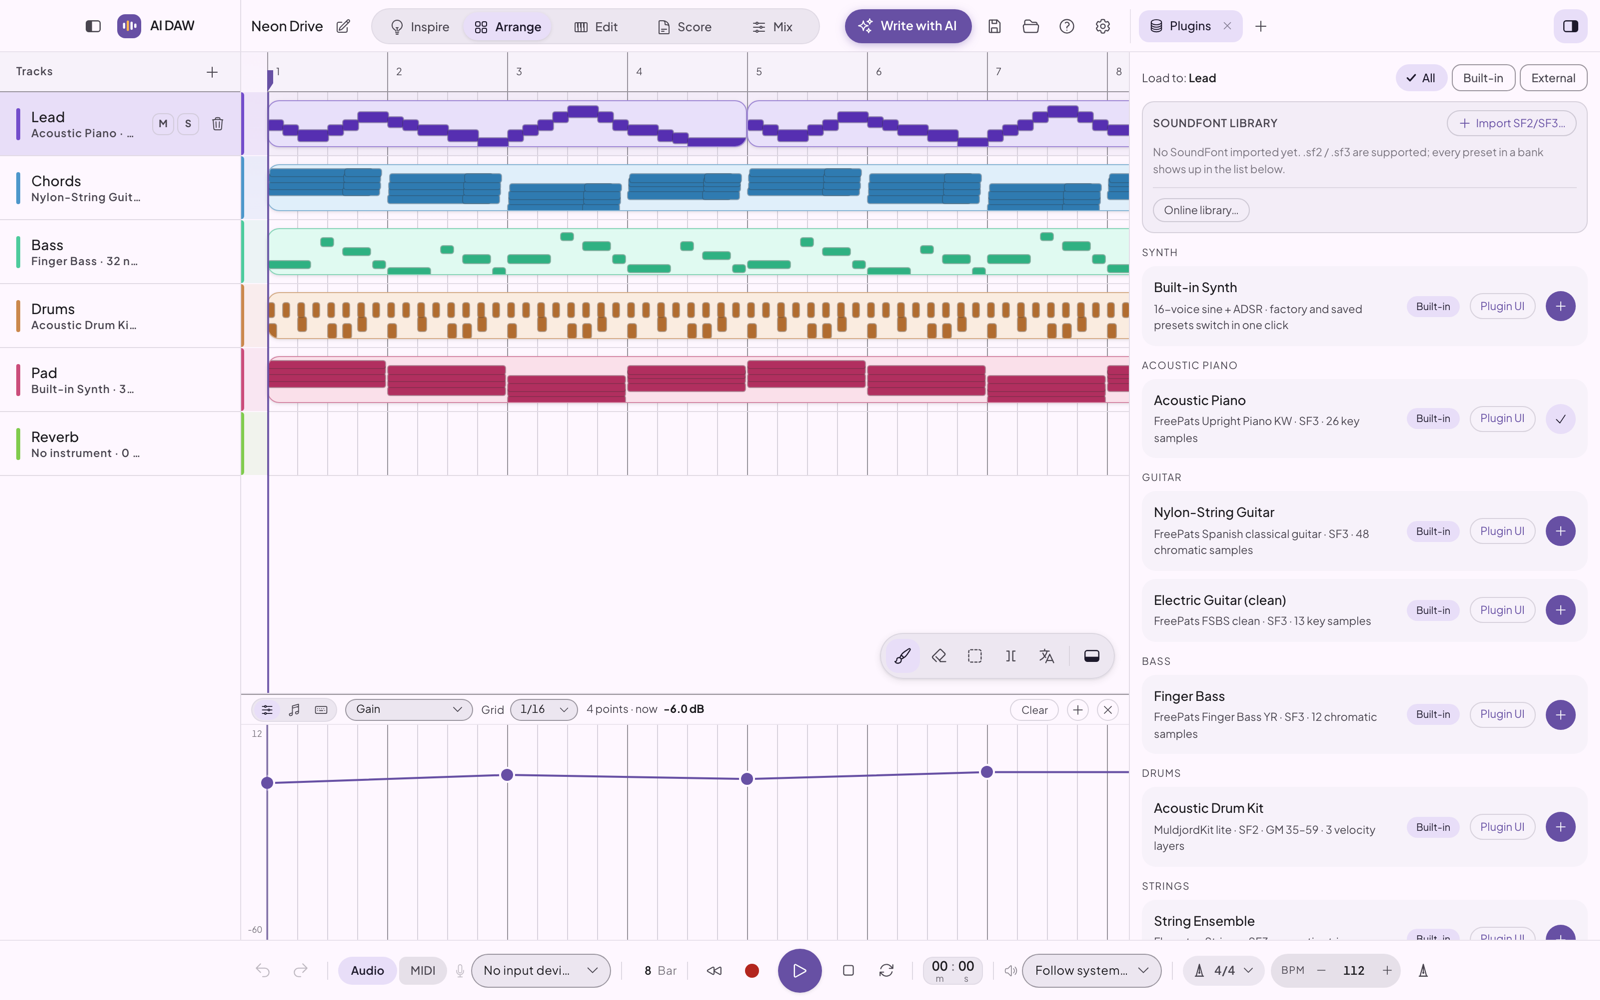 AI DAW
Neon Drive
Inspire
Arrange
Edit
Score
Mix
Write with AI
Plugins
Tracks
1
2
3
4
5
6
7
8
Load to: Lead
All
Built-in
External
Lead
Acoustic Piano · ...
M
S
Chords
Nylon-String Guit...
Bass
Finger Bass · 32 n...
Drums
Acoustic Drum Ki...
Pad
Built-in Synth · 3...
Reverb
No instrument · 0 ...
SOUNDFONT LIBRARY
Import SF2/SF3...
No SoundFont imported yet. .sf2 / .sf3 are supported; every preset in a bank
shows up in the list below.
Online library...
SYNTH
Built-in Synth
16-voice sine + ADSR · factory and saved
presets switch in one click
Built-in
Plugin UI
ACOUSTIC PIANO
Acoustic Piano
FreePats Upright Piano KW · SF3 · 26 key
samples
Built-in
Plugin UI
GUITAR
Nylon-String Guitar
FreePats Spanish classical guitar · SF3 · 48
chromatic samples
Built-in
Plugin UI
Electric Guitar (clean)
FreePats FSBS clean · SF3 · 13 key samples
Built-in
Plugin UI
BASS
Finger Bass
FreePats Finger Bass YR · SF3 · 12 chromatic
samples
Built-in
Plugin UI
DRUMS
Acoustic Drum Kit
MuldjordKit lite · SF2 · GM 35–59 · 3 velocity
layers
Built-in
Plugin UI
STRINGS
String Ensemble
Gain
Grid
1/16
4 points · now -6.0 dB
Clear
12
-60
Audio
MIDI
No input devi...
8 Bar
00 : 00
m s
Follow system...
4/4
BPM
112